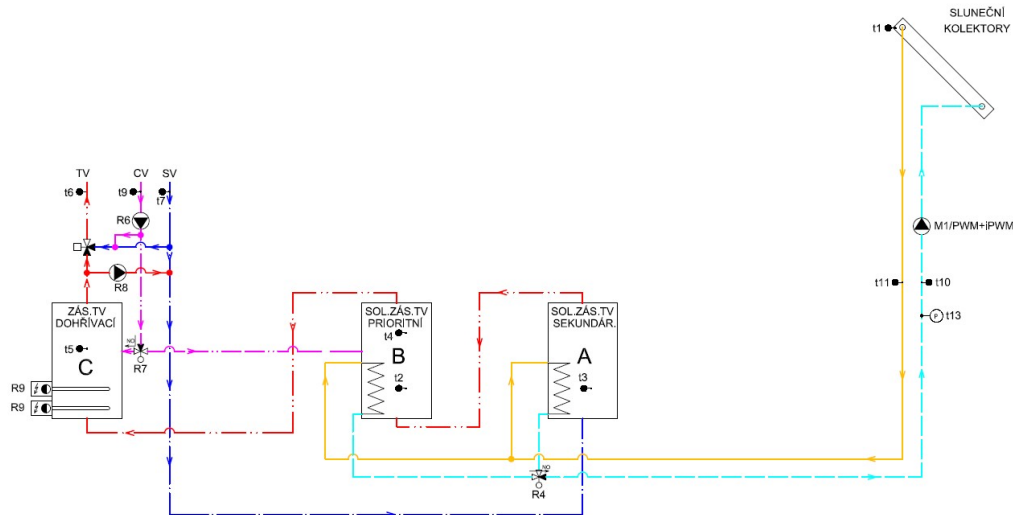 SLUNEČNÍ
KOLEKTORY
t1
TV
CV
SV
t6
t9
t7
R6
M1/PWM+iPWM
R8
t11
t10
t13
ZÁS.TV
DOHŘÍVACÍ
SOL.ZÁS.TV
PRIORITNÍ
SOL.ZÁS.TV
SEKUNDÁR.
t4
t5
C
R7
B
A
t2
t3
R9
R9
P
R4